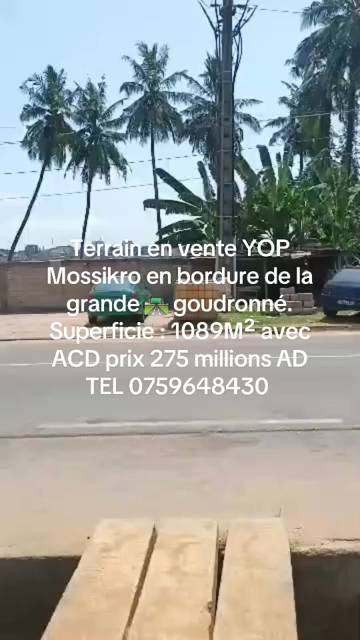 Terrain en vente YOP
Mossikro en bordure de la
grande 🛣️ goudronné.
Superficie : 1089M² avec
ACD prix 275 millions AD
TEL 0759648430